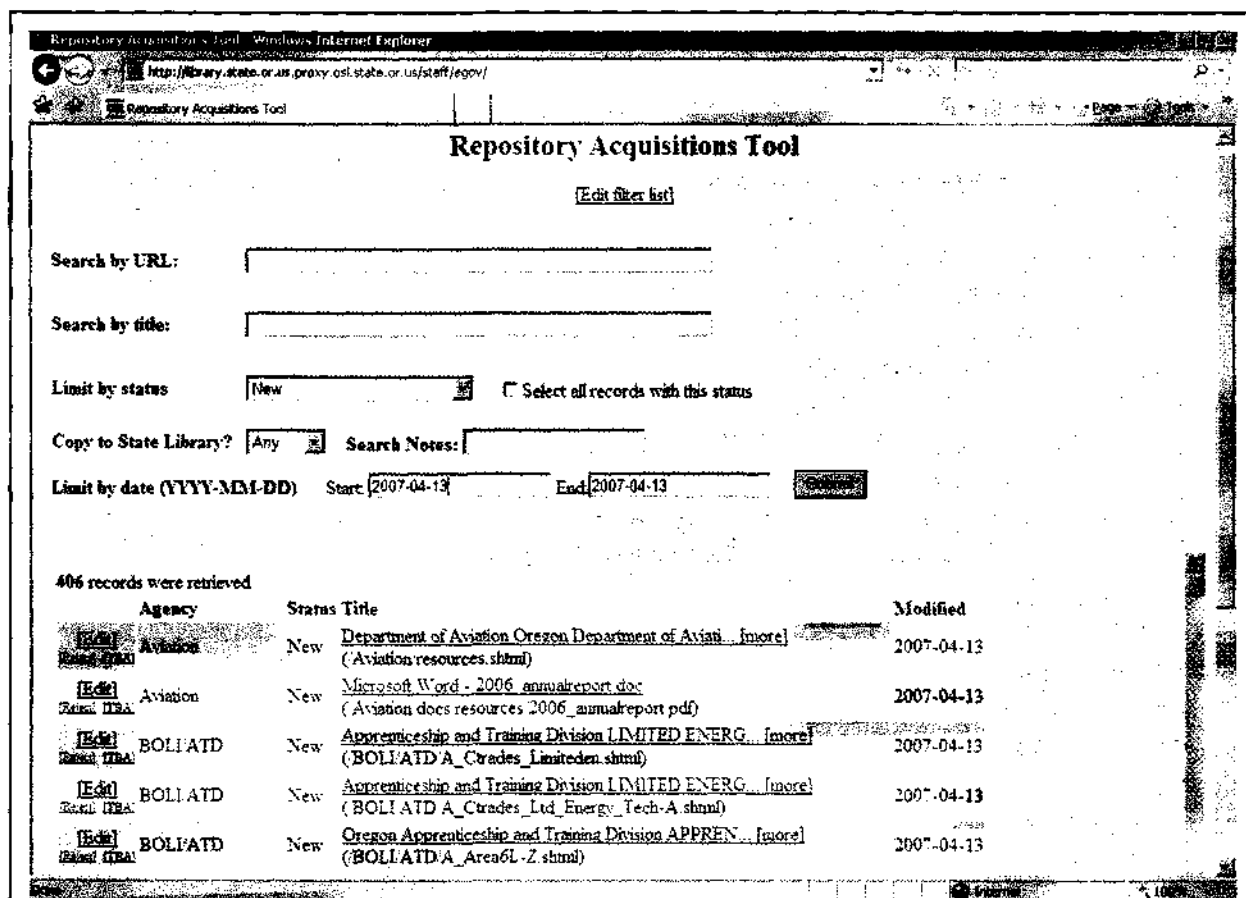 Repository Acquisitions Tool - Windows Internet Explorer
http://library.state.or.us.proxy.osl.state.or.us/staff/egov/
Repository Acquisitions Tool
Page
Tools
Repository Acquisitions Tool
[Edit filter list]
Search by URL:
Search by title:
Limit by status New Select all records with this status
Copy to State Library? Any Search Notes:
Limit by date (YYYY-MM-DD) Start: 2007-04-13 End: 2007-04-13 Submit
406 records were retrieved
Agency Status Title Modified
[Edit] Aviation New Department of Aviation Oregon Department of Aviati... [more] 2007-04-13
(/Aviation/resources.shtml)
[Edit] Aviation New Microsoft Word - 2006_annualreport.doc 2007-04-13
(/Aviation/docs/resources/2006_annualreport.pdf)
[Edit] BOLI/ATD New Apprenticeship and Training Division LIMITED ENERG... [more] 2007-04-13
(/BOLI/ATD/A_Ctrades_Limiteden.shtml)
[Edit] BOLI/ATD New Apprenticeship and Training Division LIMITED ENERG... [more] 2007-04-13
(/BOLI/ATD/A_Ctrades_Ltd_Energy_Tech-A.shtml)
[Edit] BOLI/ATD New Oregon Apprenticeship and Training Division APPREN... [more] 2007-04-13
(/BOLI/ATD/A_Area6L-Z.shtml)
Internet 100%